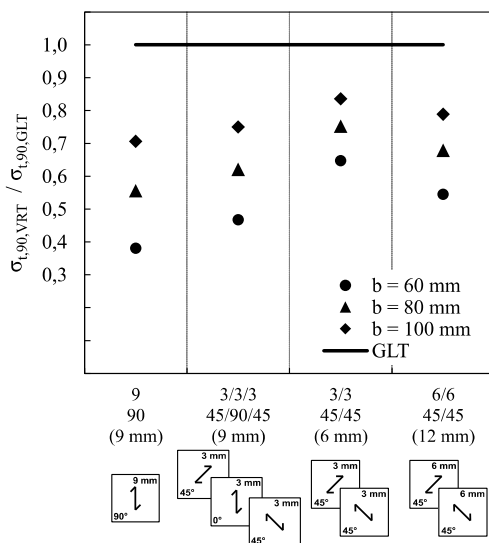 σt,90,VRT / σt,90,GLT
1,0
0,9
0,8
0,7
0,6
0,5
0,4
0,3
b = 60 mm
b = 80 mm
b = 100 mm
GLT
9
90
(9 mm)
3/3/3
45/90/45
(9 mm)
3/3
45/45
(6 mm)
6/6
45/45
(12 mm)
9 mm
90°
3 mm
45°
3 mm
0°
3 mm
45°
3 mm
45°
3 mm
45°
6 mm
45°
6 mm
45°